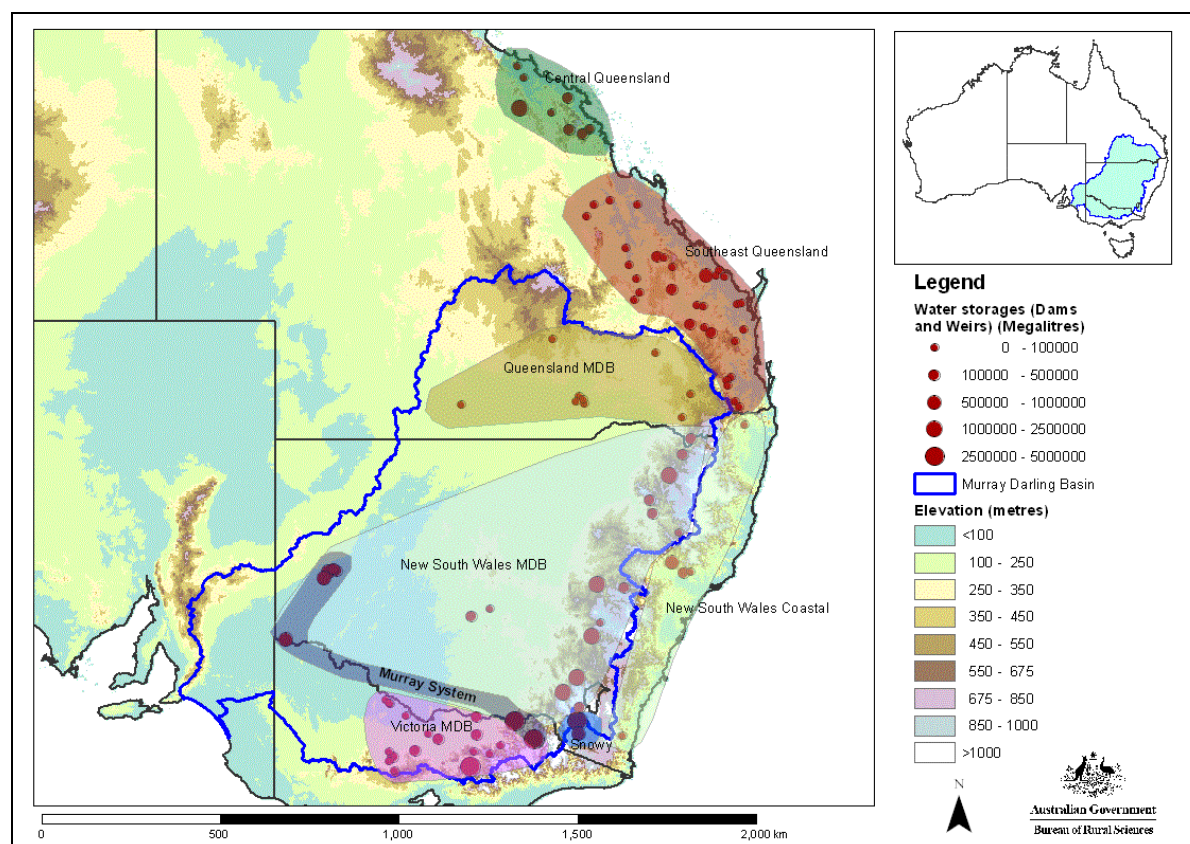 Central Queensland
Southeast Queensland
Queensland MDB
New South Wales MDB
New South Wales Coastal
Murray System
Victoria MDB
Snowy
0 500 1,000 1,500 2,000 km
Legend
Water storages (Dams
and Weirs) (Megalitres)
0 - 100000
100000 - 500000
500000 - 1000000
1000000 - 2500000
2500000 - 5000000
Murray Darling Basin
Elevation (metres)
<100
100 - 250
250 - 350
350 - 450
450 - 550
550 - 675
675 - 850
850 - 1000
>1000
N
Australian Government
Bureau of Rural Sciences